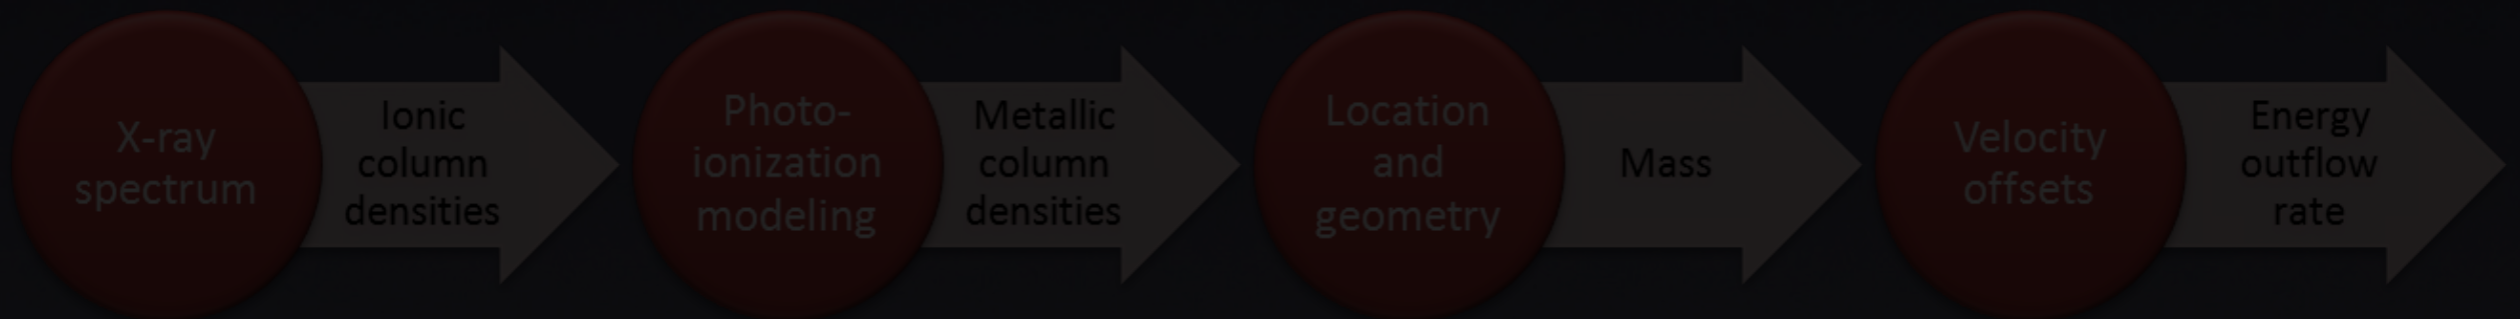 X-ray
spectrum
Ionic
column
densities
Photo-
ionization
modeling
Metallic
column
densities
Location
and
geometry
Mass
Velocity
offsets
Energy
outflow
rate